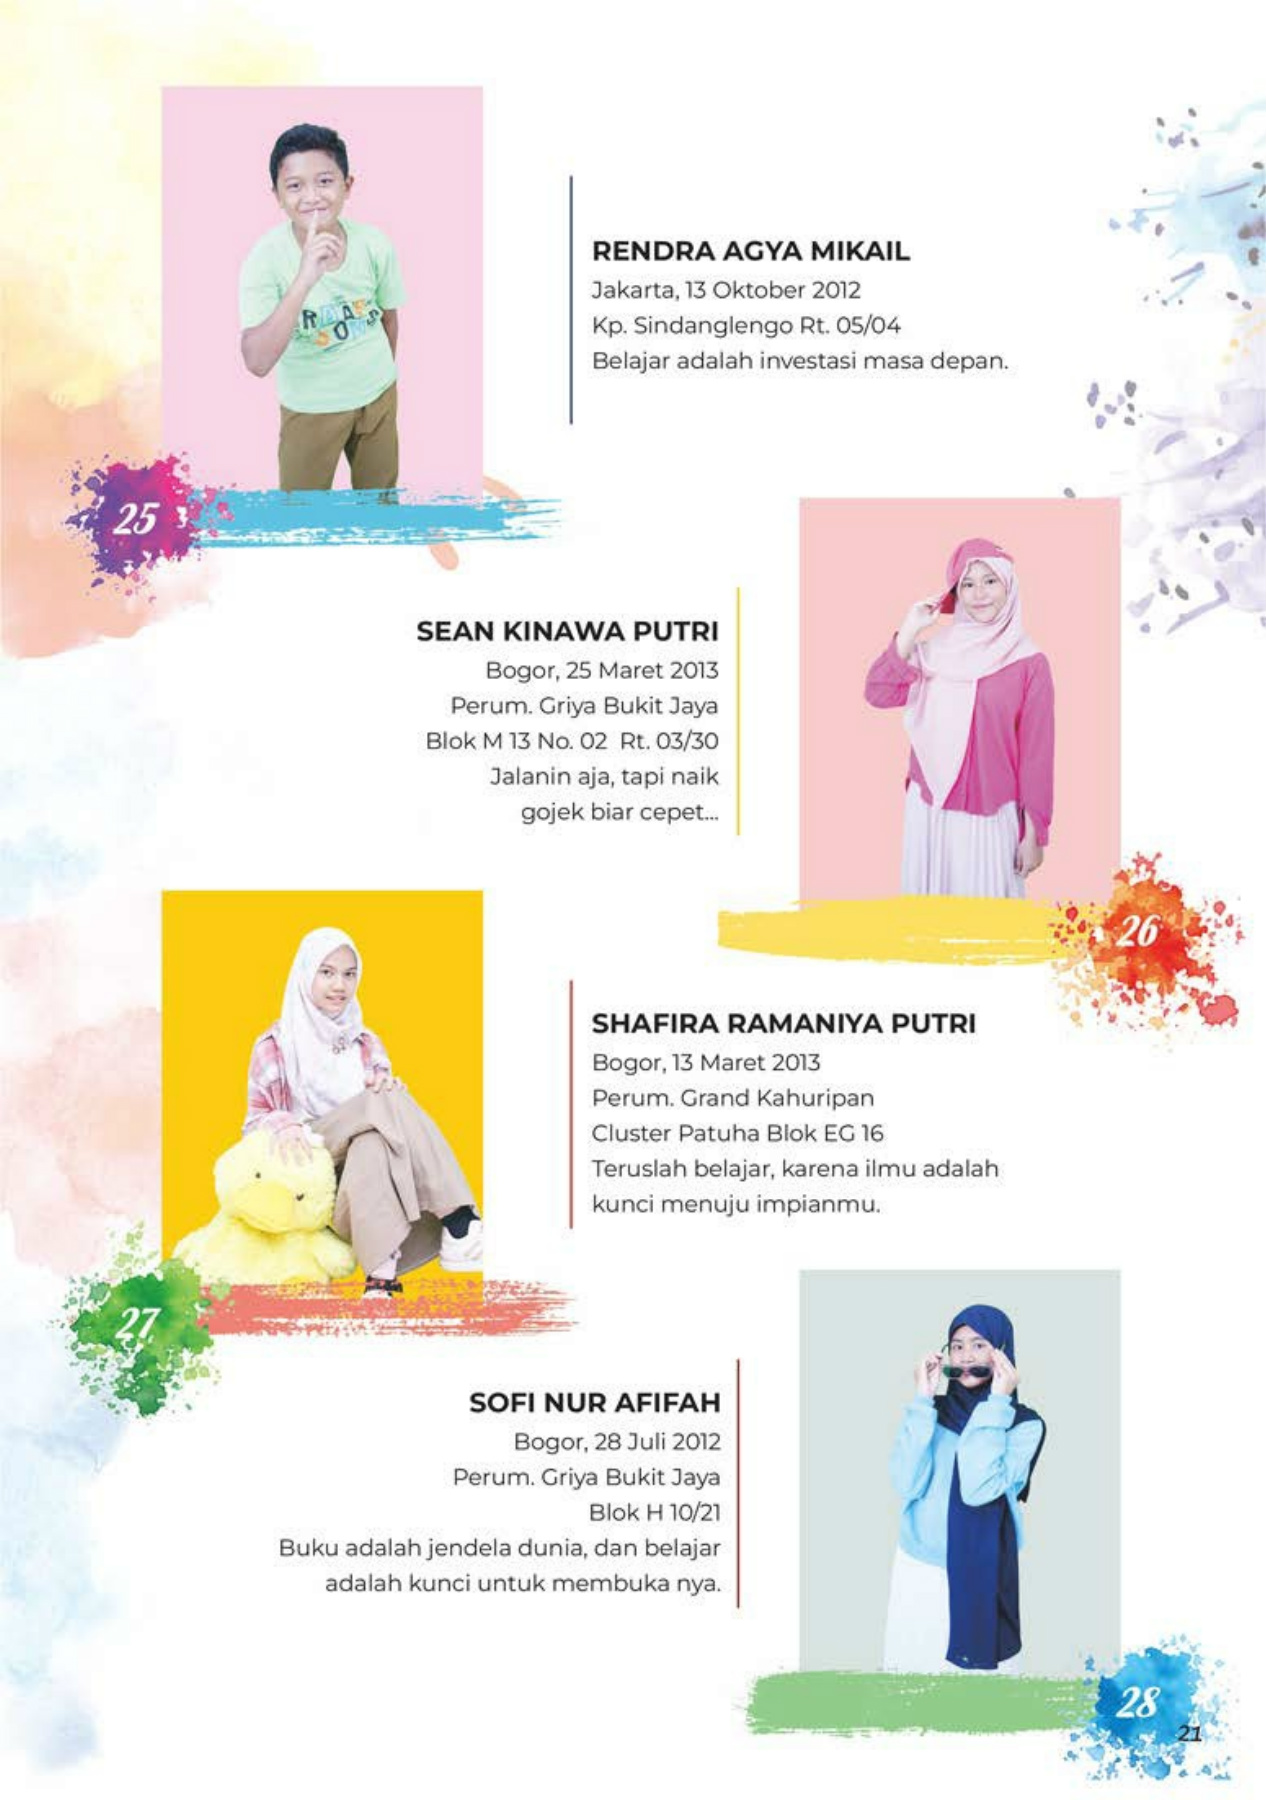 RENDRA AGYA MIKAIL
Jakarta, 13 Oktober 2012
Kp. Sindanglengo Rt. 05/04
Belajar adalah investasi masa depan.
25
SEAN KINAWA PUTRI
Bogor, 25 Maret 2013
Perum. Griya Bukit Jaya
Blok M 13 No. 02 Rt. 03/30
Jalanin aja, tapi naik
gojek biar cepet...
26
SHAFIRA RAMANIYA PUTRI
Bogor, 13 Maret 2013
Perum. Grand Kahuripan
Cluster Patuha Blok EG 16
Teruslah belajar, karena ilmu adalah
kunci menuju impianmu.
27
SOFI NUR AFIFAH
Bogor, 28 Juli 2012
Perum. Griya Bukit Jaya
Blok H 10/21
Buku adalah jendela dunia, dan belajar
adalah kunci untuk membuka nya.
28
21